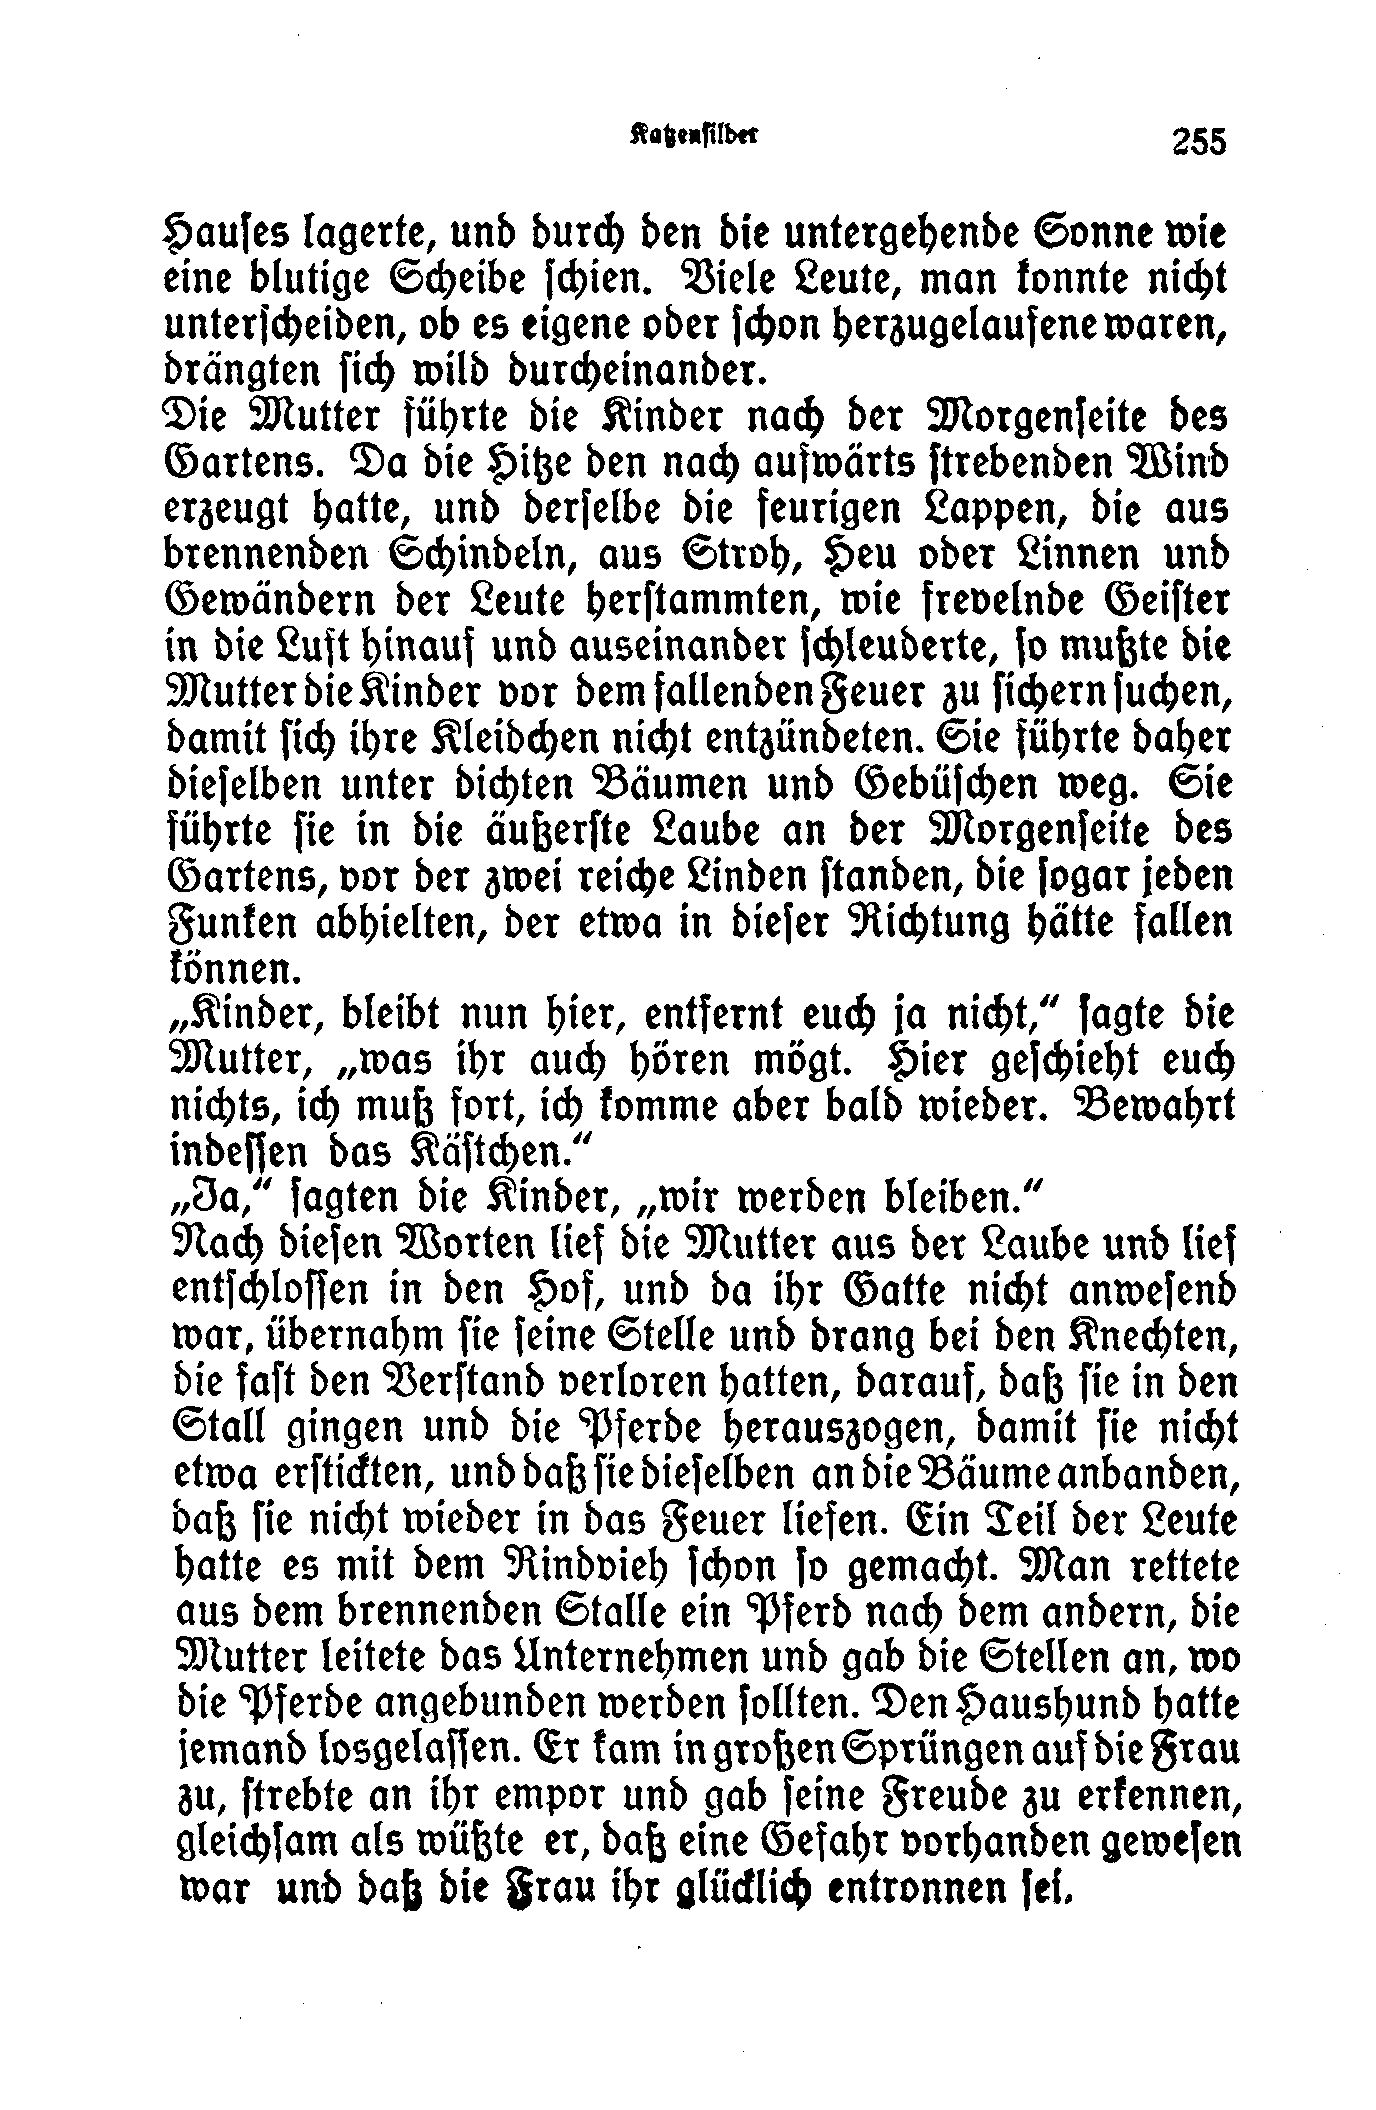 Katzensilber 255
Hauses lagerte, und durch den die untergehende Sonne wie
eine blutige Scheibe schien. Viele Leute, man konnte nicht
unterscheiden, ob es eigene oder schon herzugelaufene waren,
drängten sich wild durcheinander.
Die Mutter führte die Kinder nach der Morgenseite des
Gartens. Da die Hitze den nach aufwärts strebenden Wind
erzeugt hatte, und derselbe die feurigen Lappen, die aus
brennenden Schindeln, aus Stroh, Heu oder Linnen und
Gewändern der Leute herstammten, wie frevelnde Geister
in die Luft hinauf und auseinander schleuderte, so mußte die
Mutter die Kinder vor dem fallenden Feuer zu sichern suchen,
damit sich ihre Kleidchen nicht entzündeten. Sie führte daher
dieselben unter dichten Bäumen und Gebüschen weg. Sie
führte sie in die äußerste Laube an der Morgenseite des
Gartens, vor der zwei reiche Linden standen, die sogar jeden
Funken abhielten, der etwa in dieser Richtung hätte fallen
können.
„Kinder, bleibt nun hier, entfernt euch ja nicht,“ sagte die
Mutter, „was ihr auch hören mögt. Hier geschieht euch
nichts, ich muß fort, ich komme aber bald wieder. Bewahrt
indessen das Kästchen.“
„Ja,“ sagten die Kinder, „wir werden bleiben.“
Nach diesen Worten lief die Mutter aus der Laube und lief
entschlossen in den Hof, und da ihr Gatte nicht anwesend
war, übernahm sie seine Stelle und drang bei den Knechten,
die fast den Verstand verloren hatten, darauf, daß sie in den
Stall gingen und die Pferde herauszogen, damit sie nicht
etwa erstickten, und daß sie dieselben an die Bäume anbanden,
daß sie nicht wieder in das Feuer liefen. Ein Teil der Leute
hatte es mit dem Rindvieh schon so gemacht. Man rettete
aus dem brennenden Stalle ein Pferd nach dem andern, die
Mutter leitete das Unternehmen und gab die Stellen an, wo
die Pferde angebunden werden sollten. Den Haushund hatte
jemand losgelassen. Er kam in großen Sprüngen auf die Frau
zu, strebte an ihr empor und gab seine Freude zu erkennen,
gleichsam als wüßte er, daß eine Gefahr vorhanden gewesen
war und daß die Frau ihr glücklich entronnen sei.